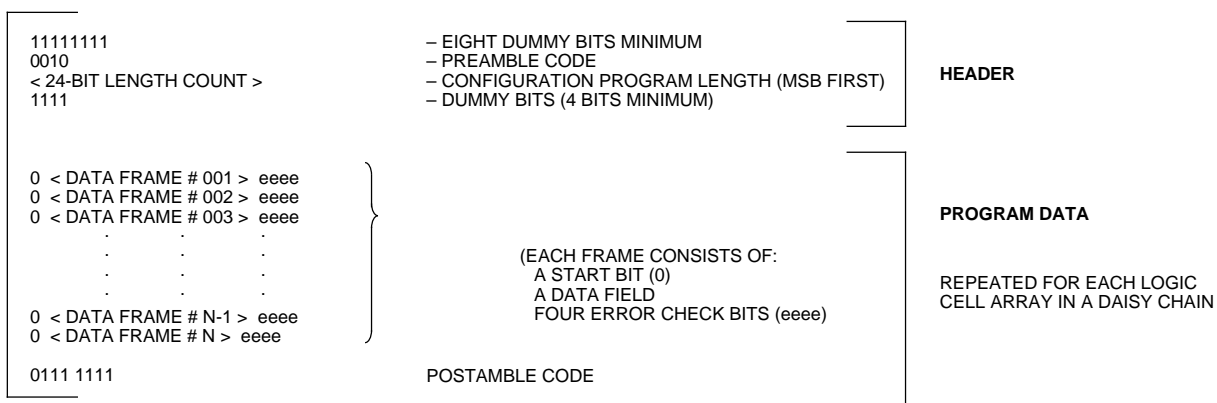 11111111 – EIGHT DUMMY BITS MINIMUM
0010 – PREAMBLE CODE
< 24-BIT LENGTH COUNT > – CONFIGURATION PROGRAM LENGTH (MSB FIRST)
1111 – DUMMY BITS (4 BITS MINIMUM)
HEADER
0 < DATA FRAME # 001 > eeee
0 < DATA FRAME # 002 > eeee
0 < DATA FRAME # 003 > eeee
. . .
. . .
. . .
. . .
0 < DATA FRAME # N-1 > eeee
0 < DATA FRAME # N > eeee
(EACH FRAME CONSISTS OF:
A START BIT (0)
A DATA FIELD
FOUR ERROR CHECK BITS (eeee)
PROGRAM DATA
REPEATED FOR EACH LOGIC
CELL ARRAY IN A DAISY CHAIN
0111 1111 POSTAMBLE CODE